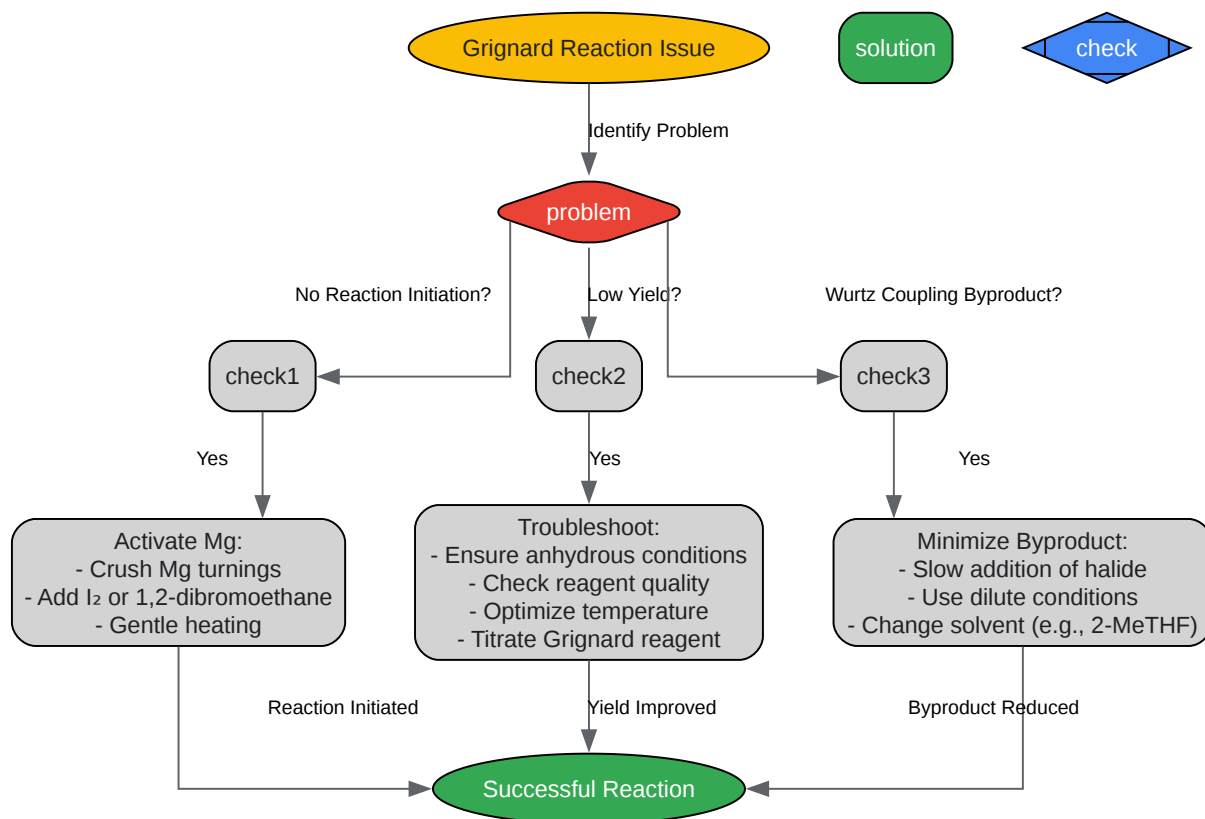 Grignard Reaction Issue
solution
check
Identify Problem
problem
No Reaction Initiation?
Low Yield?
Wurtz Coupling Byproduct?
check1
check2
check3
Yes
Yes
Yes
Activate Mg:
- Crush Mg turnings
- Add I₂ or 1,2-dibromoethane
- Gentle heating
Troubleshoot:
- Ensure anhydrous conditions
- Check reagent quality
- Optimize temperature
- Titrate Grignard reagent
Minimize Byproduct:
- Slow addition of halide
- Use dilute conditions
- Change solvent (e.g., 2-MeTHF)
Reaction Initiated
Yield Improved
Byproduct Reduced
Successful Reaction